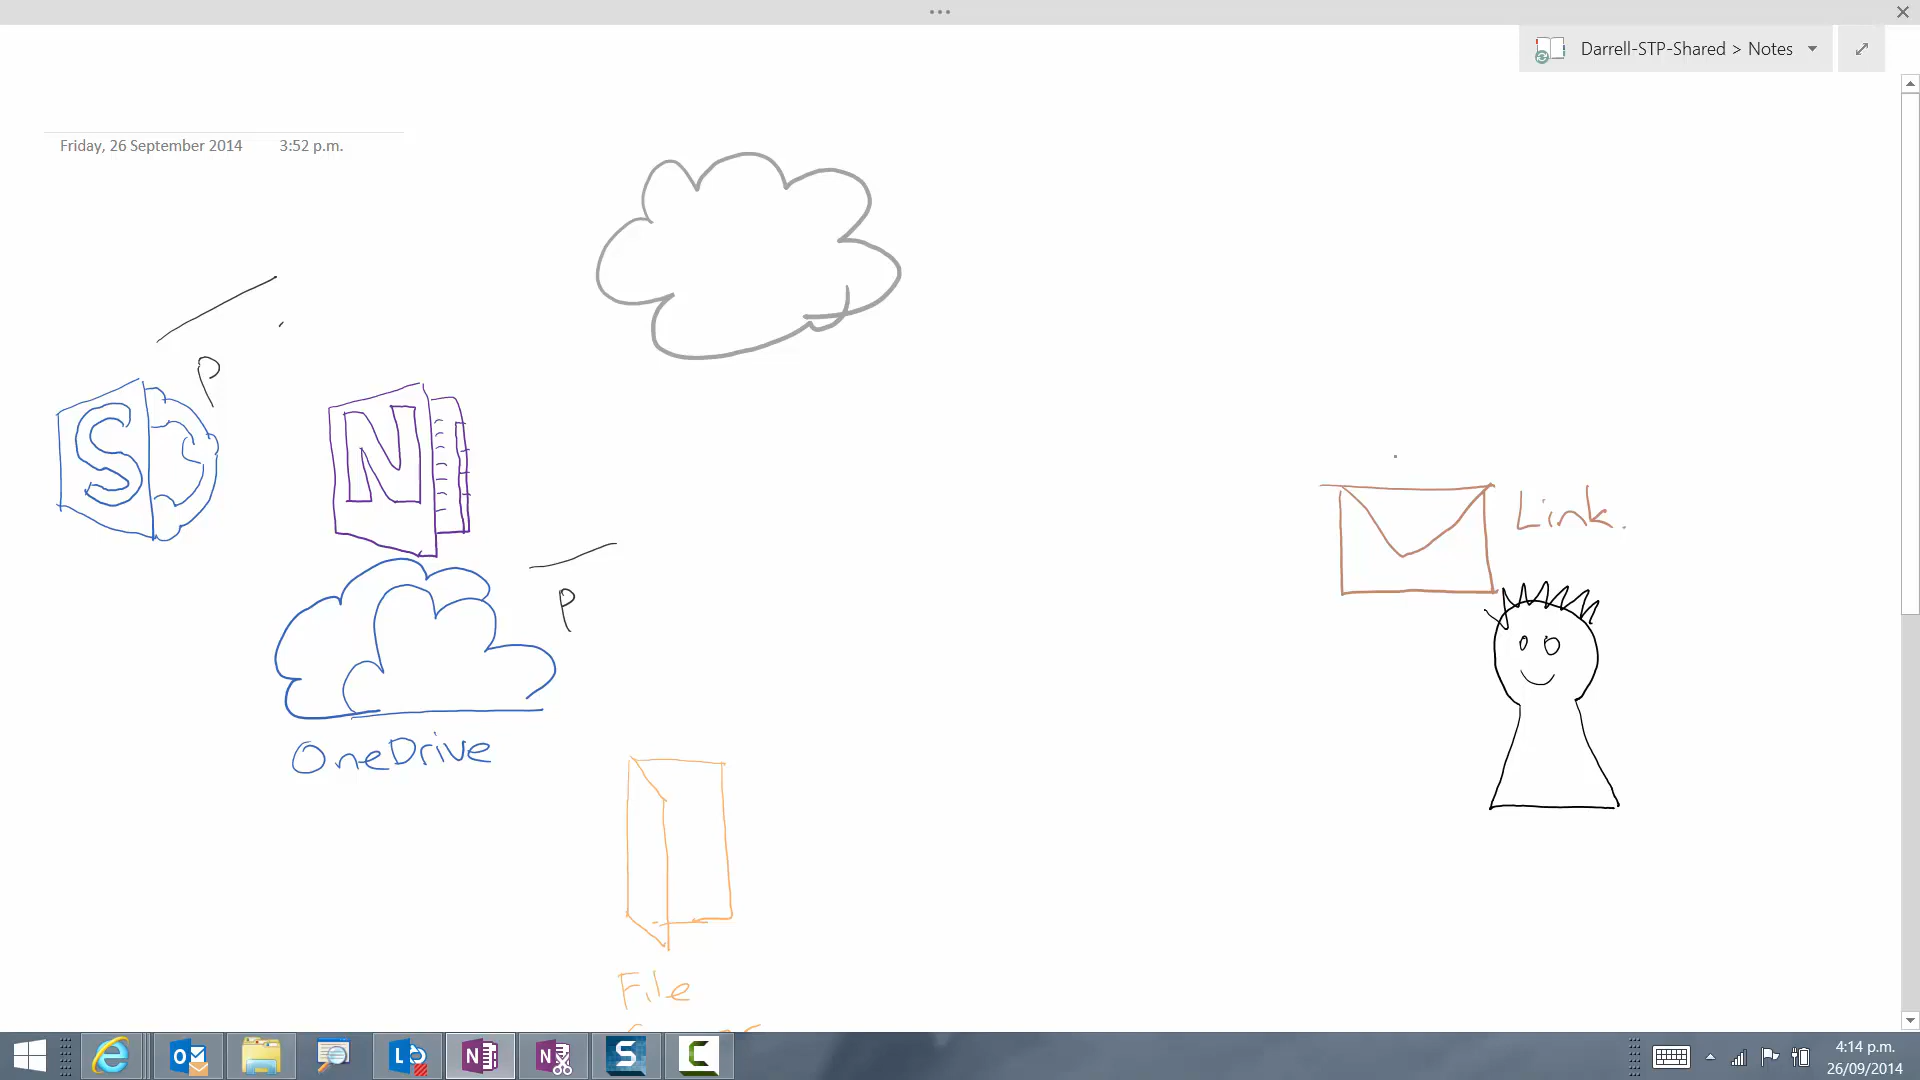 Darrell-STP-Shared > Notes
Friday, 26 September 2014 3:52 p.m.
P
S
N
Link.
P
OneDrive
File
4:14 p.m.
26/09/2014